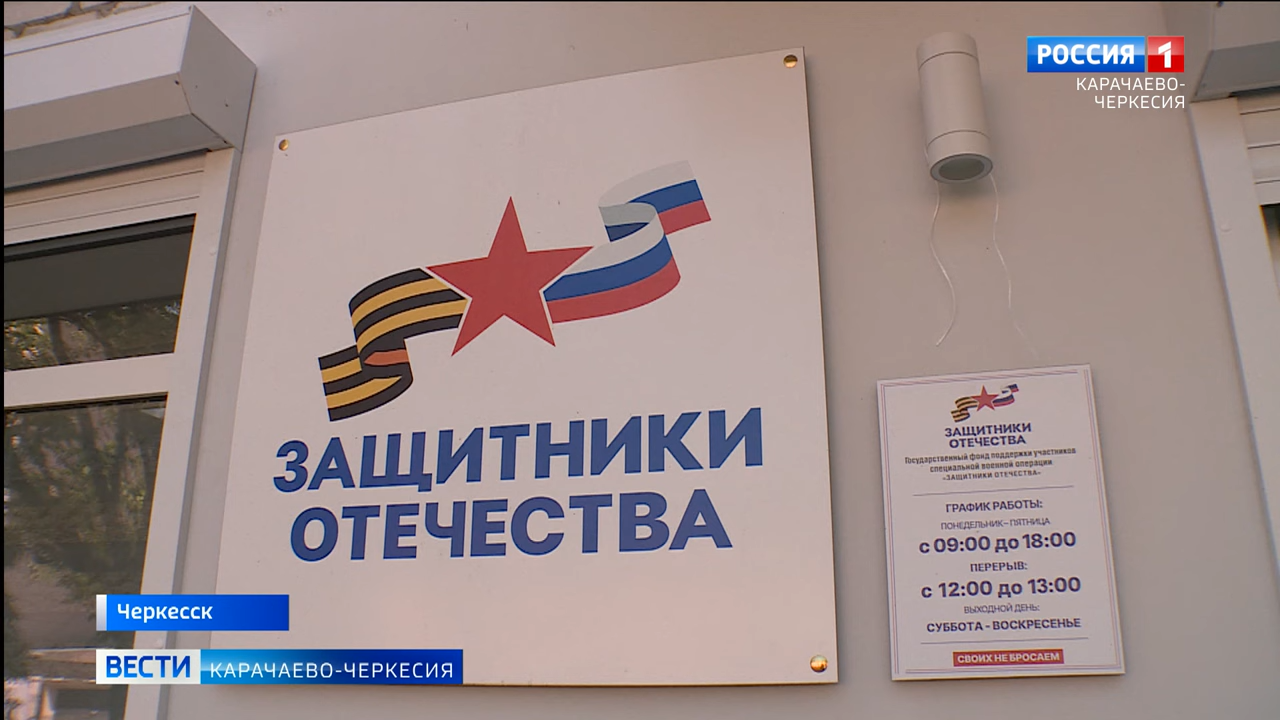 РОССИЯ 1
КАРАЧАЕВО-
ЧЕРКЕСИЯ
ЗАЩИТНИКИ
ОТЕЧЕСТВА
ЗАЩИТНИКИ
ОТЕЧЕСТВА
Государственный фонд поддержки участников
специальной военной операции
«ЗАЩИТНИКИ ОТЕЧЕСТВА»
ГРАФИК РАБОТЫ:
ПОНЕДЕЛЬНИК–ПЯТНИЦА
с 09:00 до 18:00
ПЕРЕРЫВ:
с 12:00 до 13:00
ВЫХОДНОЙ ДЕНЬ:
СУББОТА - ВОСКРЕСЕНЬЕ
СВОИХ НЕ БРОСАЕМ
Черкесск
ВЕСТИ КАРАЧАЕВО-ЧЕРКЕСИЯ